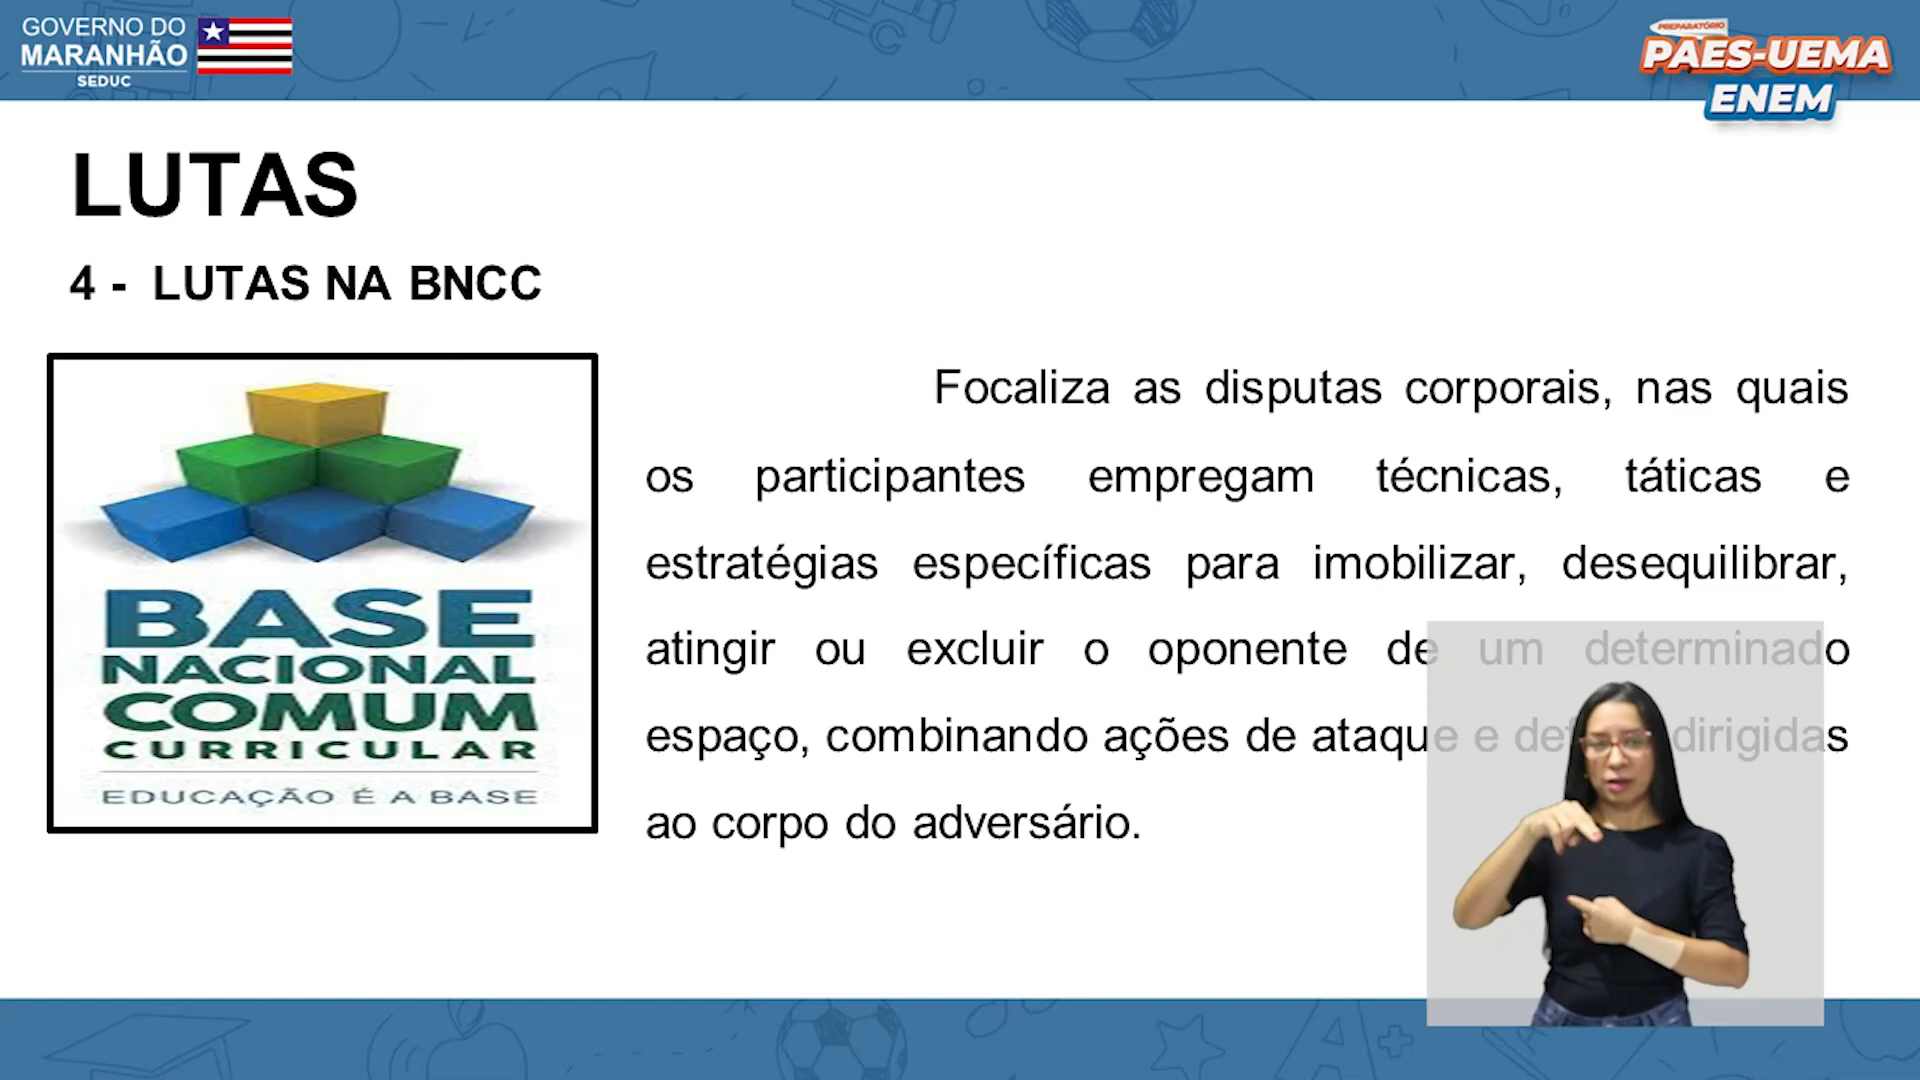 GOVERNO DO
MARANHÃO
SEDUC
PREPARATÓRIO
PAES-UEMA
ENEM
LUTAS
4 - LUTAS NA BNCC
BASE
NACIONAL
COMUM
CURRICULAR
EDUCAÇÃO É A BASE
Focaliza as disputas corporais, nas quais
os participantes empregam técnicas, táticas e
estratégias específicas para imobilizar, desequilibrar,
atingir ou excluir o oponente de um determinado
espaço, combinando ações de ataque e dirigidas
ao corpo do adversário.